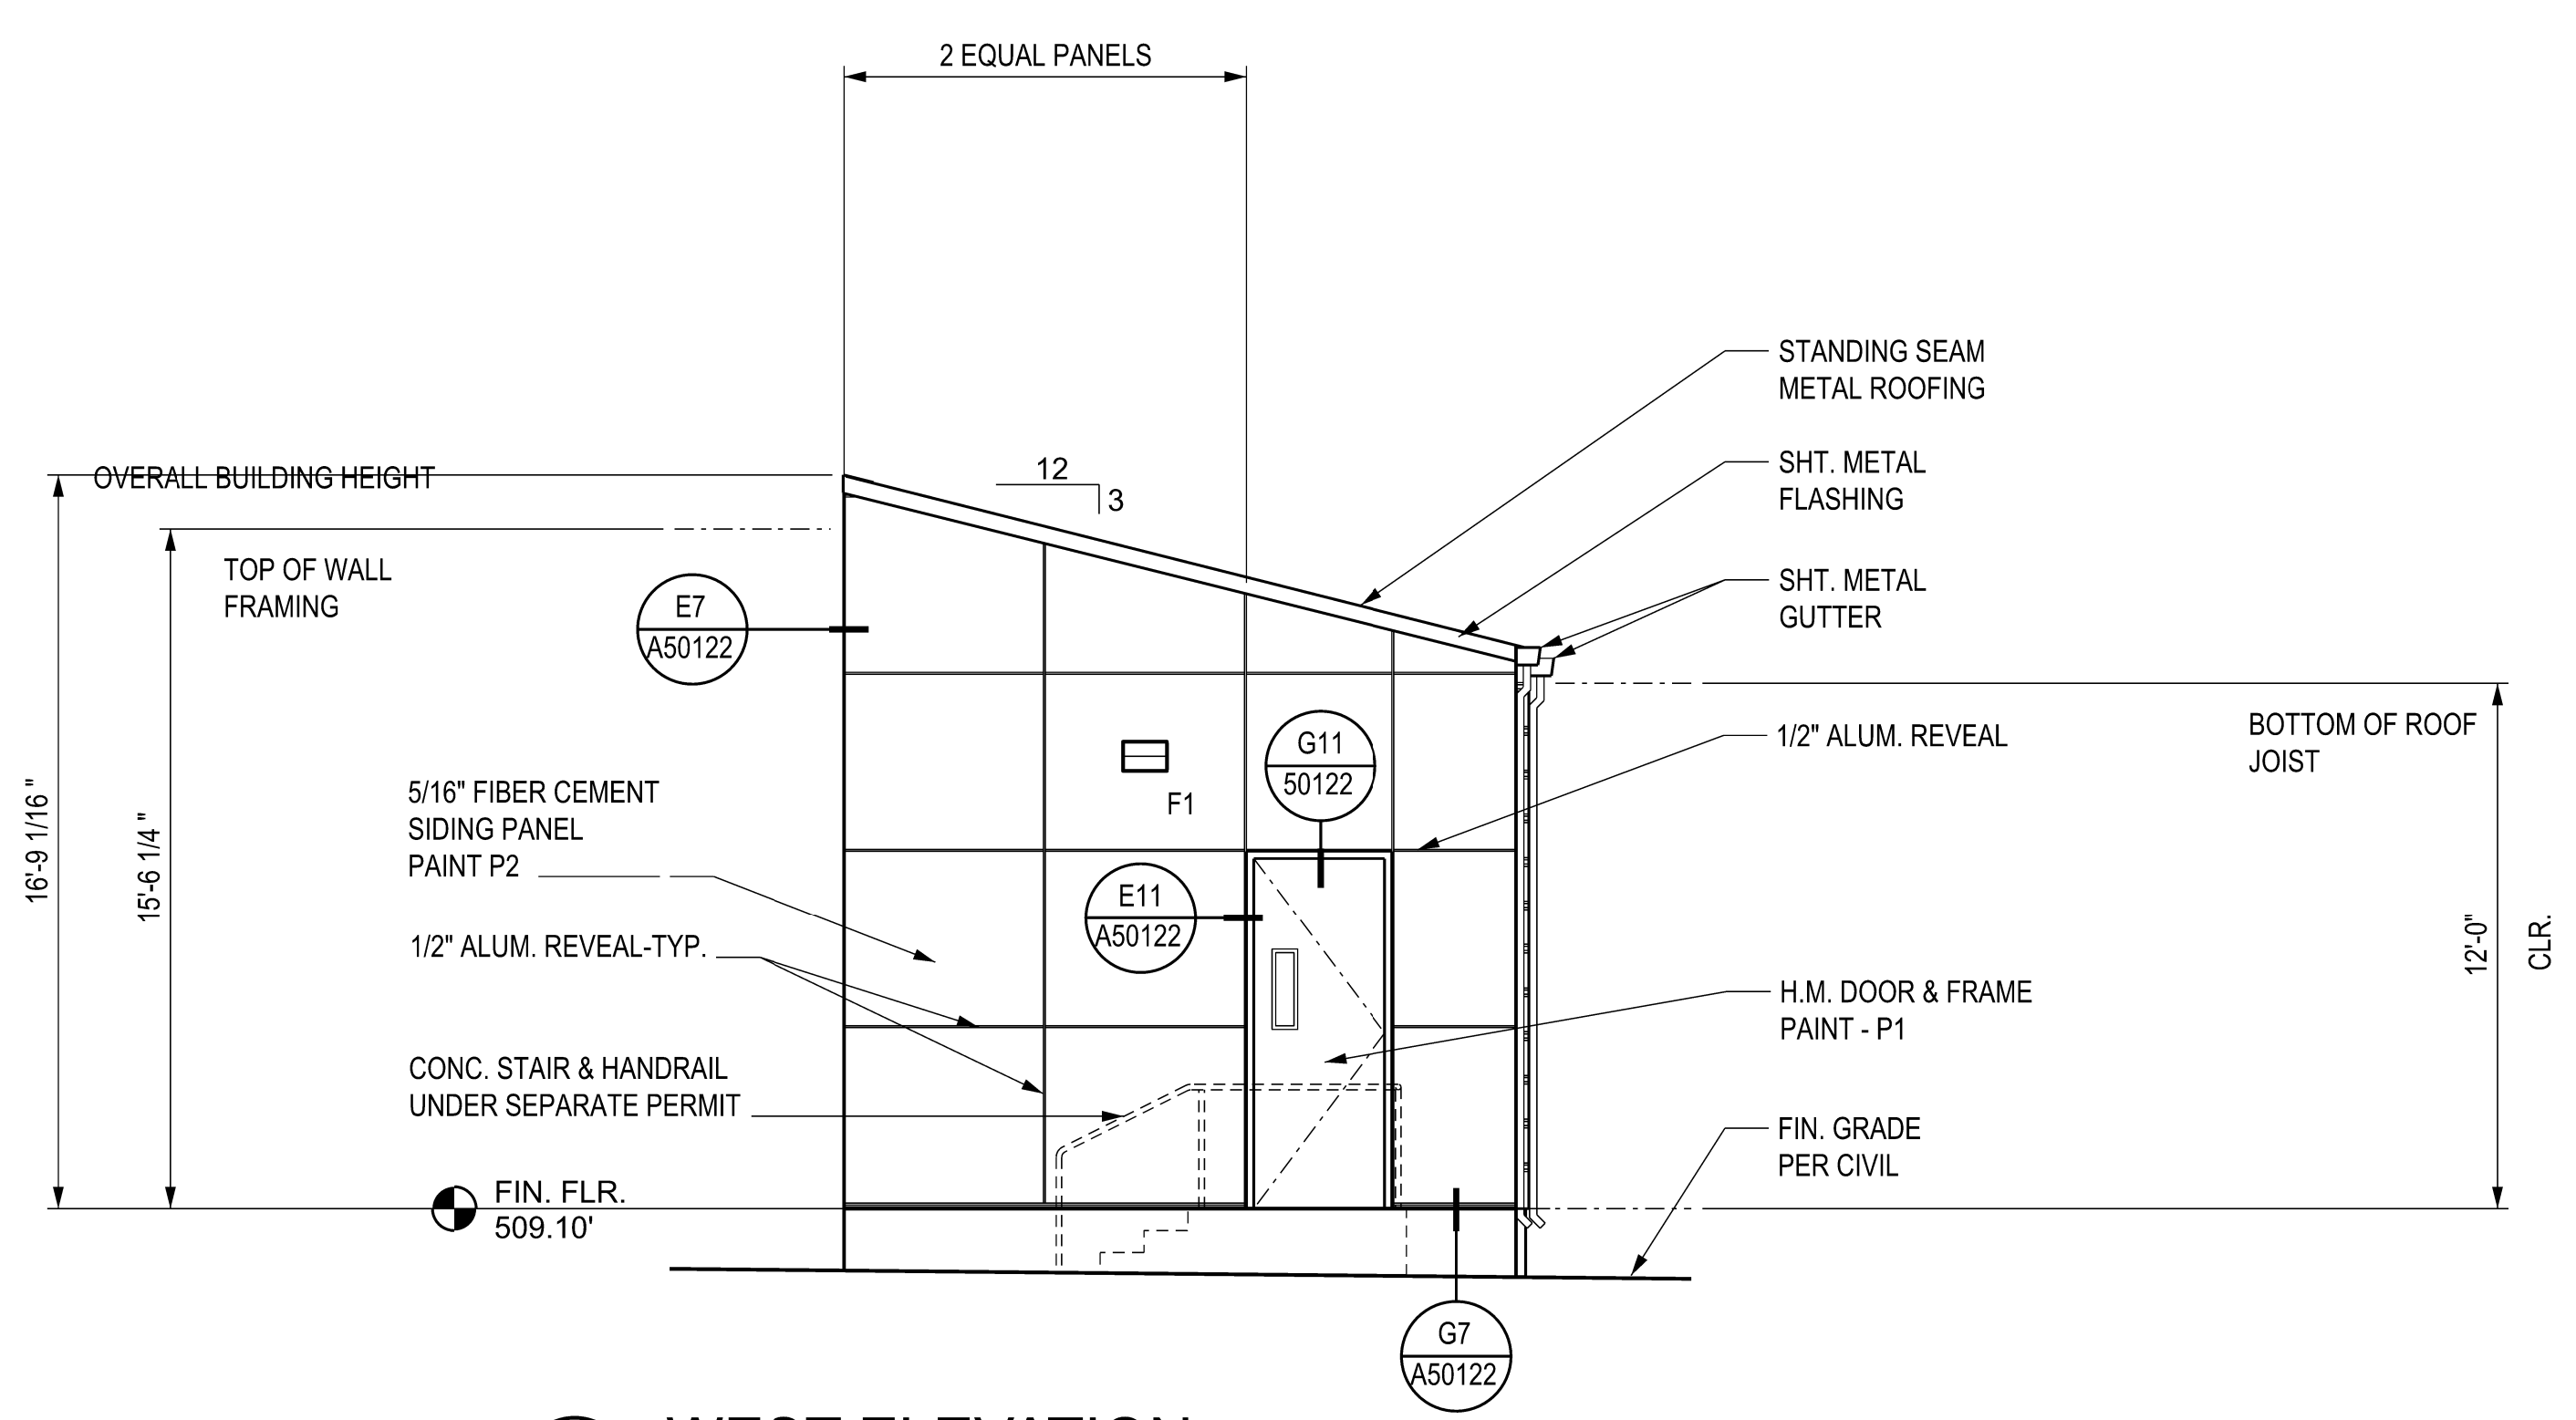 2 EQUAL PANELS
STANDING SEAM
METAL ROOFING
OVERALL BUILDING HEIGHT
12
3
SHT. METAL
FLASHING
TOP OF WALL
FRAMING
E7
A50122
SHT. METAL
GUTTER
G11
50122
F1
1/2" ALUM. REVEAL
BOTTOM OF ROOF
JOIST
16'-9 1/16 "
15'-6 1/4 "
5/16" FIBER CEMENT
SIDING PANEL
PAINT P2
E11
A50122
12'-0"
CLR.
1/2" ALUM. REVEAL-TYP.
H.M. DOOR & FRAME
PAINT - P1
CONC. STAIR & HANDRAIL
UNDER SEPARATE PERMIT
FIN. GRADE
PER CIVIL
FIN. FLR.
509.10'
G7
A50122
WEST ELEVATION